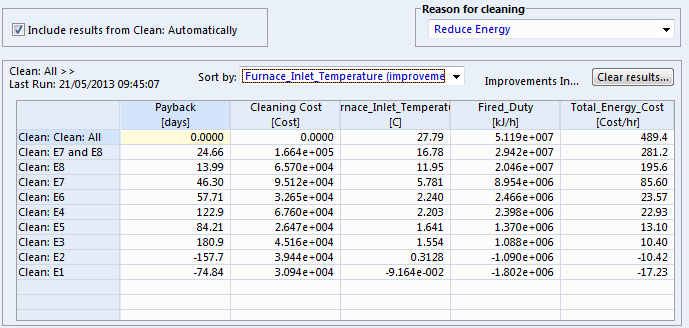 Reason for cleaning
Include results from Clean: Automatically
Reduce Energy
Clean: All >>
Last Run: 21/05/2013 09:45:07
Sort by: Furnace_Inlet_Temperature (improveme
Improvements In... Clear results...
Payback Cleaning Cost rnace_Inlet_Temperatu Fired_Duty Total_Energy_Cost
[days] [Cost] [C] [kJ/h] [Cost/hr]
Clean: Clean: All 0.0000 0.0000 27.79 5.119e+007 489.4
Clean: E7 and E8 24.66 1.664e+005 16.78 2.942e+007 281.2
Clean: E8 13.99 6.570e+004 11.95 2.046e+007 195.6
Clean: E7 46.30 9.512e+004 5.781 8.954e+006 85.60
Clean: E6 57.71 3.265e+004 2.240 2.466e+006 23.57
Clean: E4 122.9 6.760e+004 2.203 2.398e+006 22.93
Clean: E5 84.21 2.647e+004 1.641 1.370e+006 13.10
Clean: E3 180.9 4.516e+004 1.554 1.088e+006 10.40
Clean: E2 -157.7 3.944e+004 0.3128 -1.090e+006 -10.42
Clean: E1 -74.84 3.094e+004 -9.164e-002 -1.802e+006 -17.23